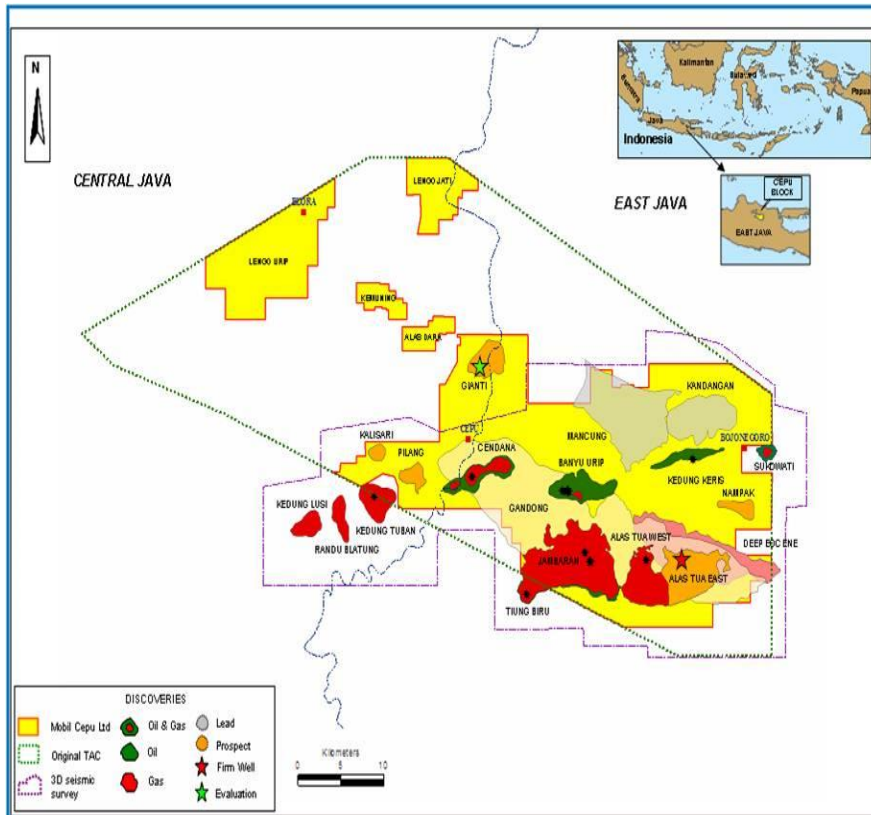 N
CENTRAL JAVA
EAST JAVA
Kalimantan
Sumatera
Sulawesi
Papua
Java
Indonesia
CEPU
BLOCK
EAST JAVA
LENGO JATI
BLORA
LENGO URIP
KEMUNING
ALAS DARA
GIANTI
KANDANGAN
MANCUNG
CEPU
KALISARI
PILANG
CENDANA
BANYU URIP
BOJONEGORO
SUKOWATI
KEDUNG KERIS
NAMPAK
GANDONG
KEDUNG LUSI
RANDU BLATUNG
KEDUNG TUBAN
ALAS TUA WEST
DEEP EOCENE
JAMBARAN
ALAS TUA EAST
TIUNG BIRU
DISCOVERIES
Mobil Cepu Ltd
Original TAC
3D seismic
survey
Oil & Gas
Oil
Gas
Lead
Prospect
Firm Well
Evaluation
Kilometers
0 5 10